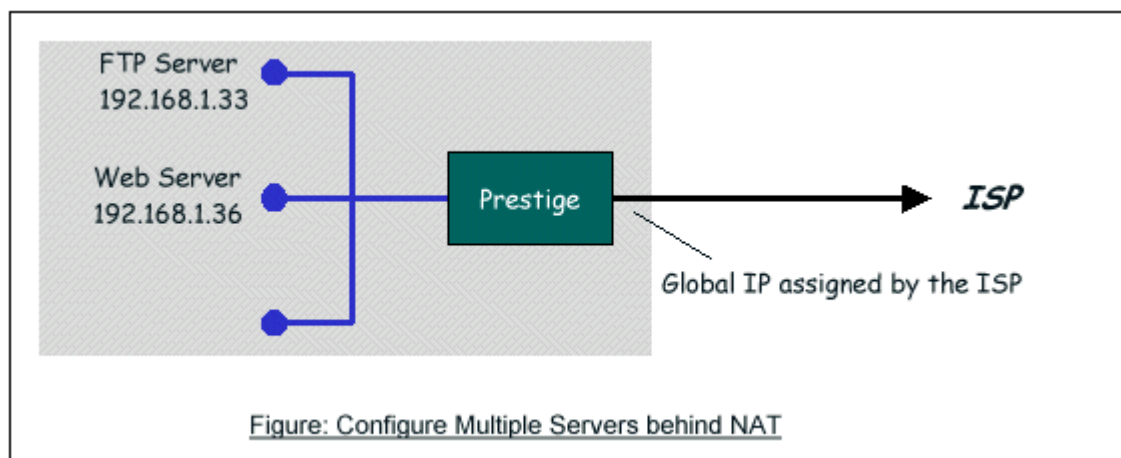 FTP Server
192.168.1.33
Web Server
192.168.1.36
Prestige
ISP
Global IP assigned by the ISP
Figure: Configure Multiple Servers behind NAT